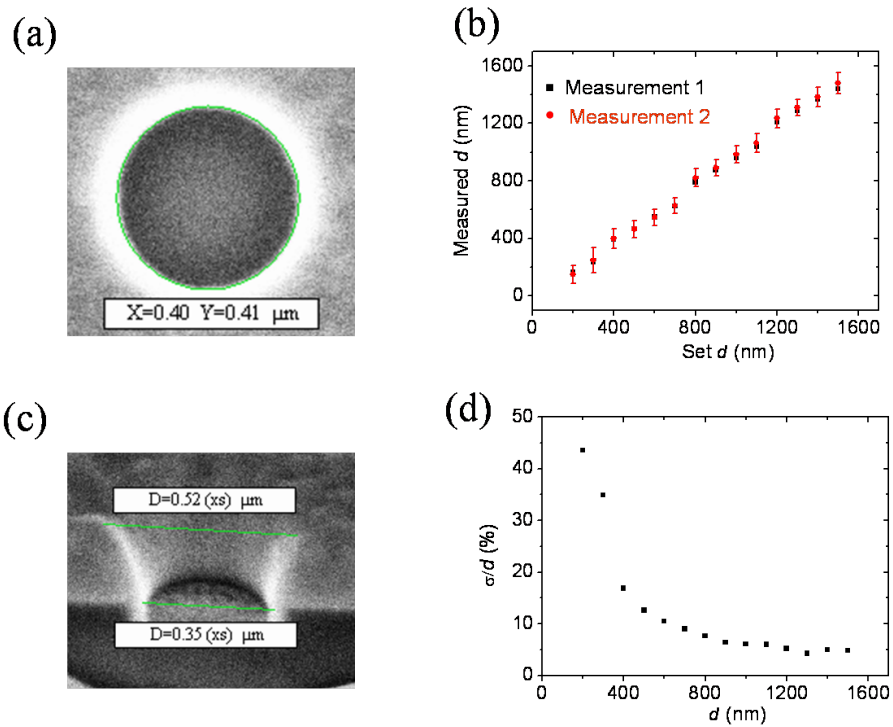 (a)
X=0.40 Y=0.41 μm
(b)
Measured d (nm)
1600
1200
800
400
0
Measurement 1
Measurement 2
0 400 800 1200 1600
Set d (nm)
(c)
D=0.52 (xs) μm
D=0.35 (xs) μm
(d)
σ/d (%)
50
40
30
20
10
5
0
0 400 800 1200 1600
d (nm)